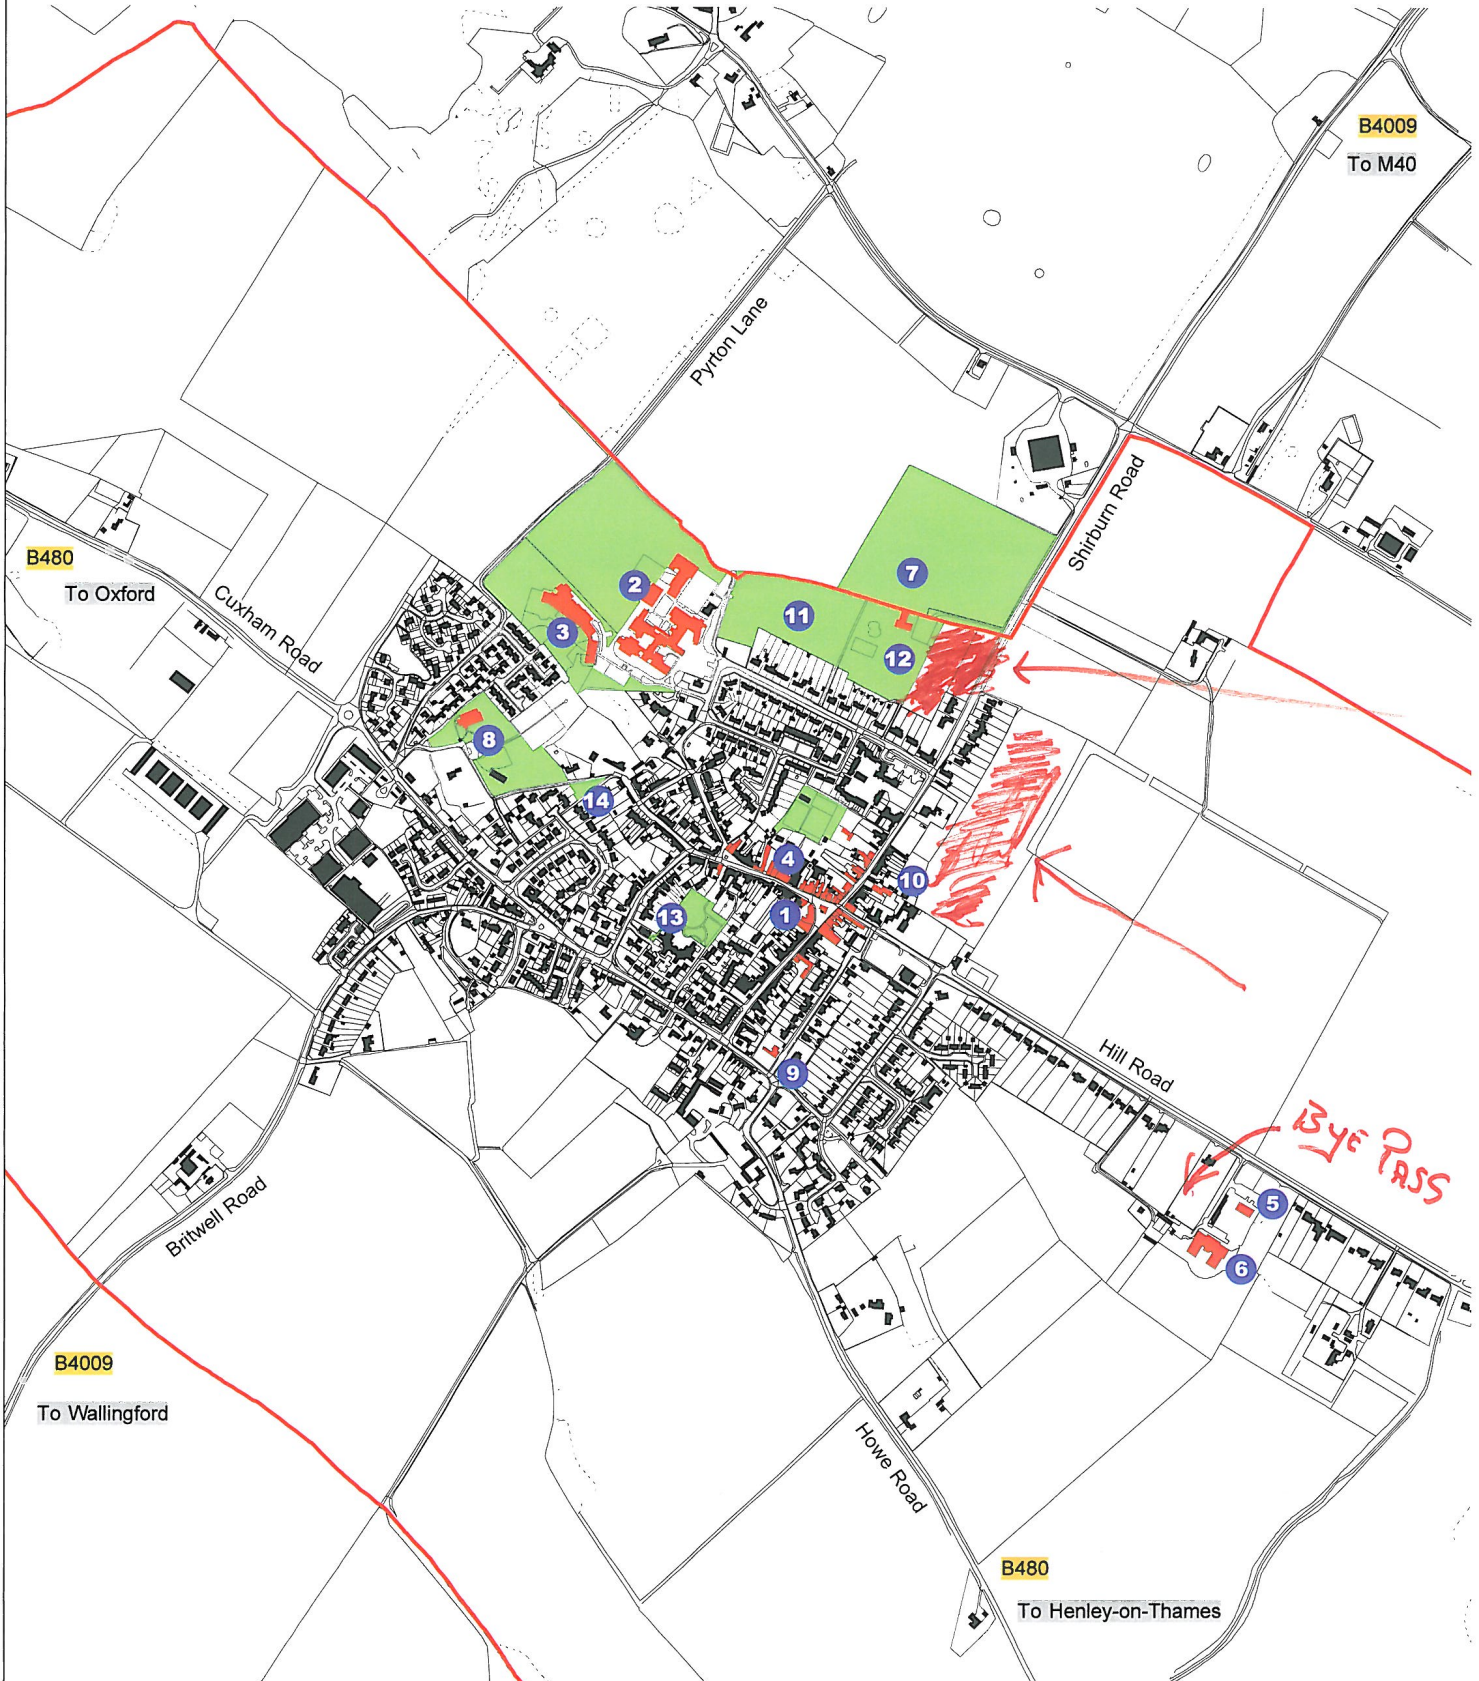 B4009
To M40
Pyrton Lane
Shirburn Road
B480
To Oxford
Cuxham Road
7
2
11
3
12
8
14
4
10
13
1
9
Hill Road
BYE PASS
5
6
Britwell Road
B4009
To Wallingford
Howe Road
B480
To Henley-on-Thames